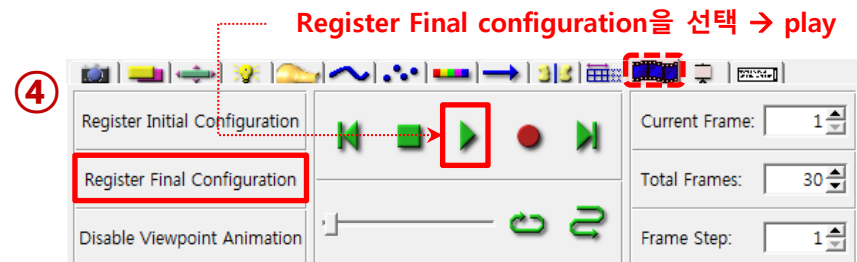 Register Final configuration을 선택 → play
④
Register Initial Configuration
Current Frame: 1
Register Final Configuration
Total Frames: 30
Disable Viewpoint Animation
Frame Step: 1